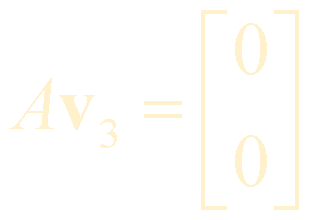 Av₃ = [0
0]